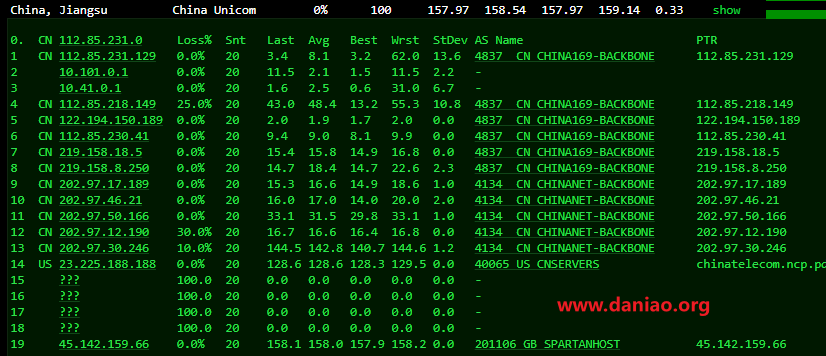 China, Jiangsu China Unicom 0% 100 157.97 158.54 157.97 159.14 0.33 show
0. CN 112.85.231.0 Loss% Snt Last Avg Best Wrst StDev AS Name PTR
1 CN 112.85.231.129 0.0% 20 3.4 8.1 3.2 62.0 13.6 4837 CN CHINA169-BACKBONE 112.85.231.129
2 10.101.0.1 0.0% 20 11.5 2.1 1.5 11.5 2.2 -
3 10.41.0.1 0.0% 20 1.6 2.5 0.6 31.0 6.7 -
4 CN 112.85.218.149 25.0% 20 43.0 48.4 13.2 55.3 10.8 4837 CN CHINA169-BACKBONE 112.85.218.149
5 CN 122.194.150.189 0.0% 20 2.0 1.9 1.7 2.0 0.0 4837 CN CHINA169-BACKBONE 122.194.150.189
6 CN 112.85.230.41 0.0% 20 9.4 9.0 8.1 9.9 0.0 4837 CN CHINA169-BACKBONE 112.85.230.41
7 CN 219.158.18.5 0.0% 20 15.4 15.8 14.9 16.8 0.0 4837 CN CHINA169-BACKBONE 219.158.18.5
8 CN 219.158.8.250 0.0% 20 14.7 18.4 14.7 22.6 2.3 4837 CN CHINA169-BACKBONE 219.158.8.250
9 CN 202.97.17.189 0.0% 20 15.3 16.6 14.9 18.6 1.0 4134 CN CHINANET-BACKBONE 202.97.17.189
10 CN 202.97.46.21 0.0% 20 16.0 17.0 14.0 20.0 2.0 4134 CN CHINANET-BACKBONE 202.97.46.21
11 CN 202.97.50.166 0.0% 20 33.1 31.5 29.8 33.1 1.0 4134 CN CHINANET-BACKBONE 202.97.50.166
12 CN 202.97.12.190 30.0% 20 16.7 16.6 16.4 16.8 0.0 4134 CN CHINANET-BACKBONE 202.97.12.190
13 CN 202.97.30.246 10.0% 20 144.5 142.8 140.7 144.6 1.2 4134 CN CHINANET-BACKBONE 202.97.30.246
14 US 23.225.188.188 0.0% 20 128.6 128.6 128.3 129.5 0.0 40065 US CNSERVERS chinatelecom.ncp.po
15 ??? 100.0 0.0 0.0 0.0 0.0 0.0 -
16 ??? 100.0 0.0 0.0 0.0 0.0 0.0 -
17 ??? 100.0 0.0 0.0 0.0 0.0 0.0 -
18 ??? 100.0 0.0 0.0 0.0 0.0 0.0 -
www.daniao.org
19 45.142.159.66 0.0% 20 158.1 158.0 157.9 158.2 0.0 201106 GB SPARTANHOST 45.142.159.66